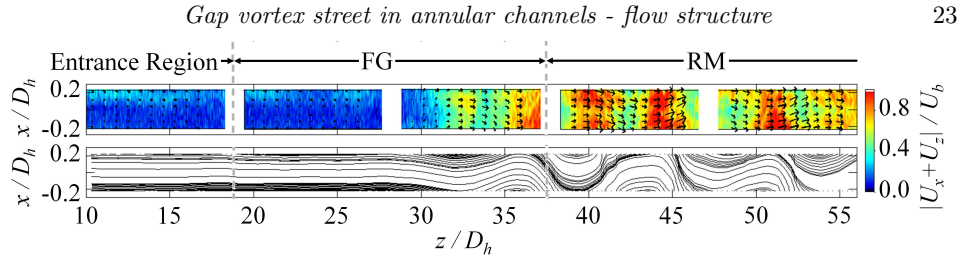 Gap vortex street in annular channels - flow structure 23
Entrance Region FG RM
0.2
-0.2
x / D_h
0.2
-0.2
x / D_h
10 15 20 25 30 35 40 45 50 55
z / D_h
0.8
0.4
0.0
|U_x+U_z| / U_b